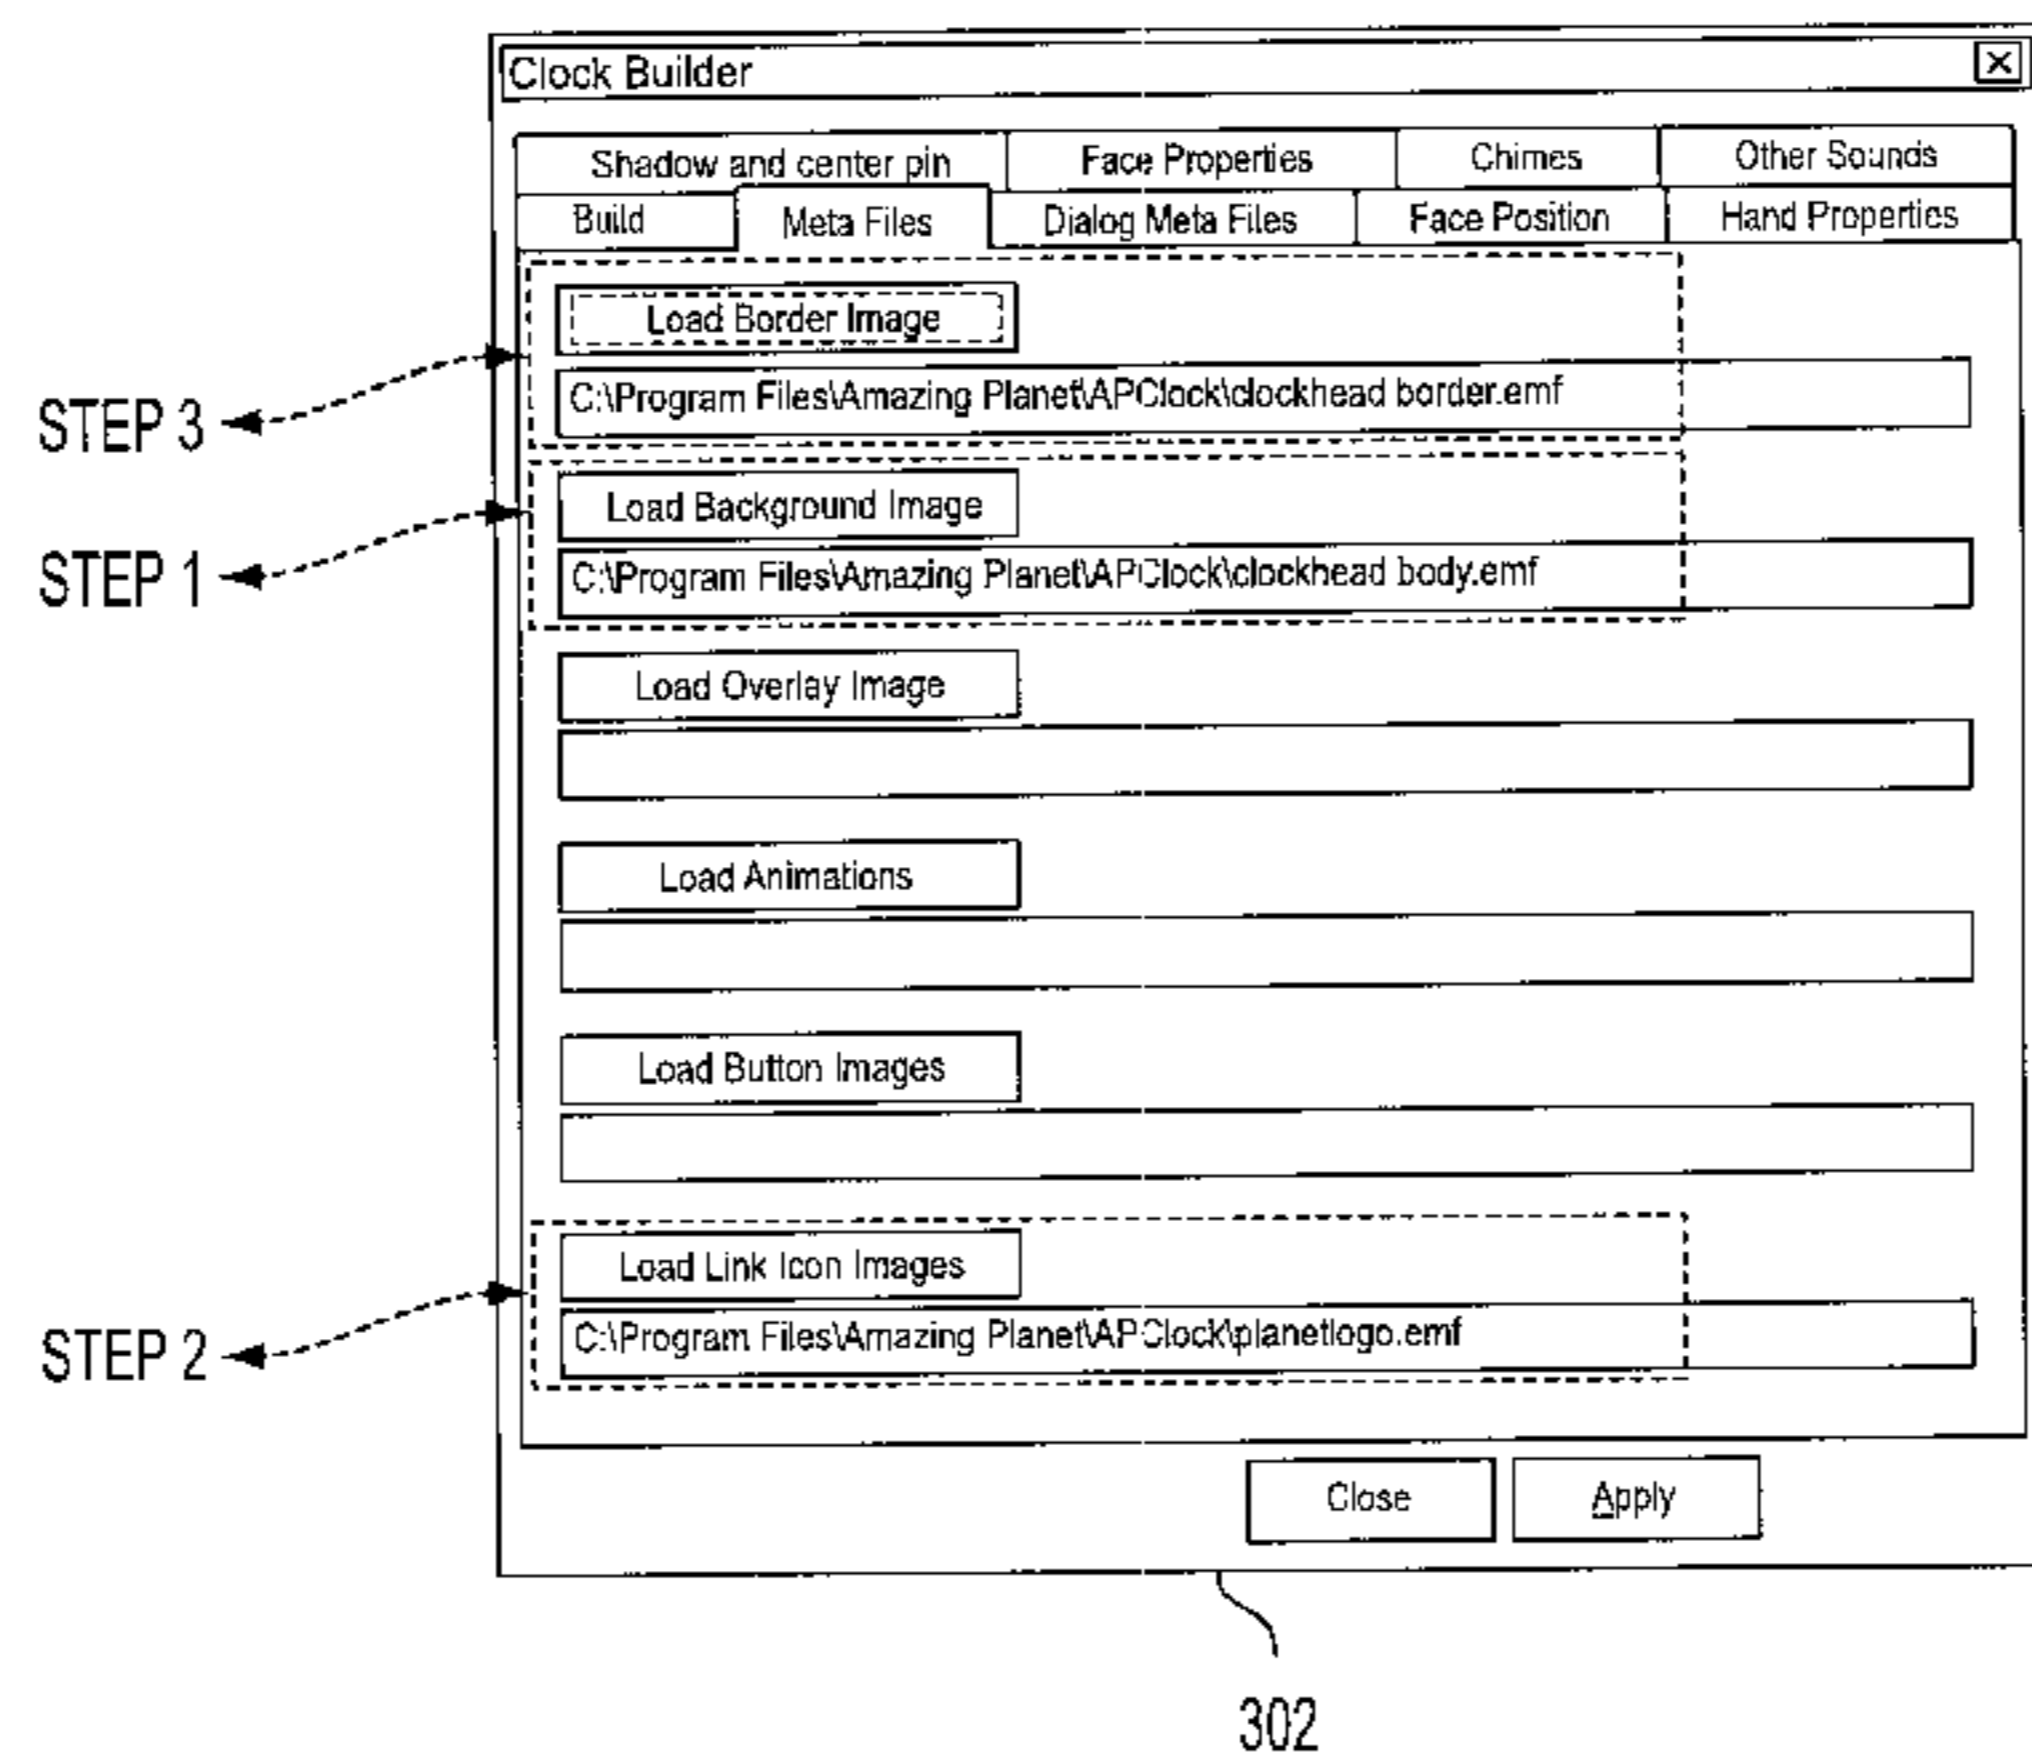 Clock Builder
Shadow and center pin Face Properties Chimes Other Sounds
Build Meta Files Dialog Meta Files Face Position Hand Properties
Load Border Image
C:\Program Files\Amazing Planet\APClock\clockhead border.emf
STEP 3
Load Background Image
C:\Program Files\Amazing Planet\APClock\clockhead body.emf
STEP 1
Load Overlay Image
Load Animations
Load Button Images
Load Link Icon Images
C:\Program Files\Amazing Planet\APClock\planetlogo.emf
STEP 2
Close Apply
302